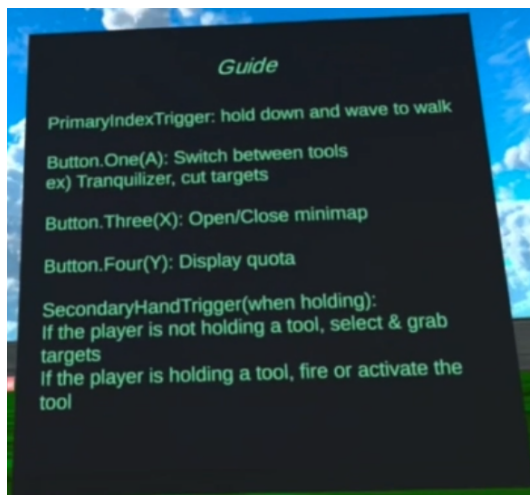 Guide
PrimaryIndexTrigger: hold down and wave to walk
Button.One(A): Switch between tools
ex) Tranquilizer, cut targets
Button.Three(X): Open/Close minimap
Button.Four(Y): Display quota
SecondaryHandTrigger(when holding):
If the player is not holding a tool, select & grab
targets
If the player is holding a tool, fire or activate the
tool